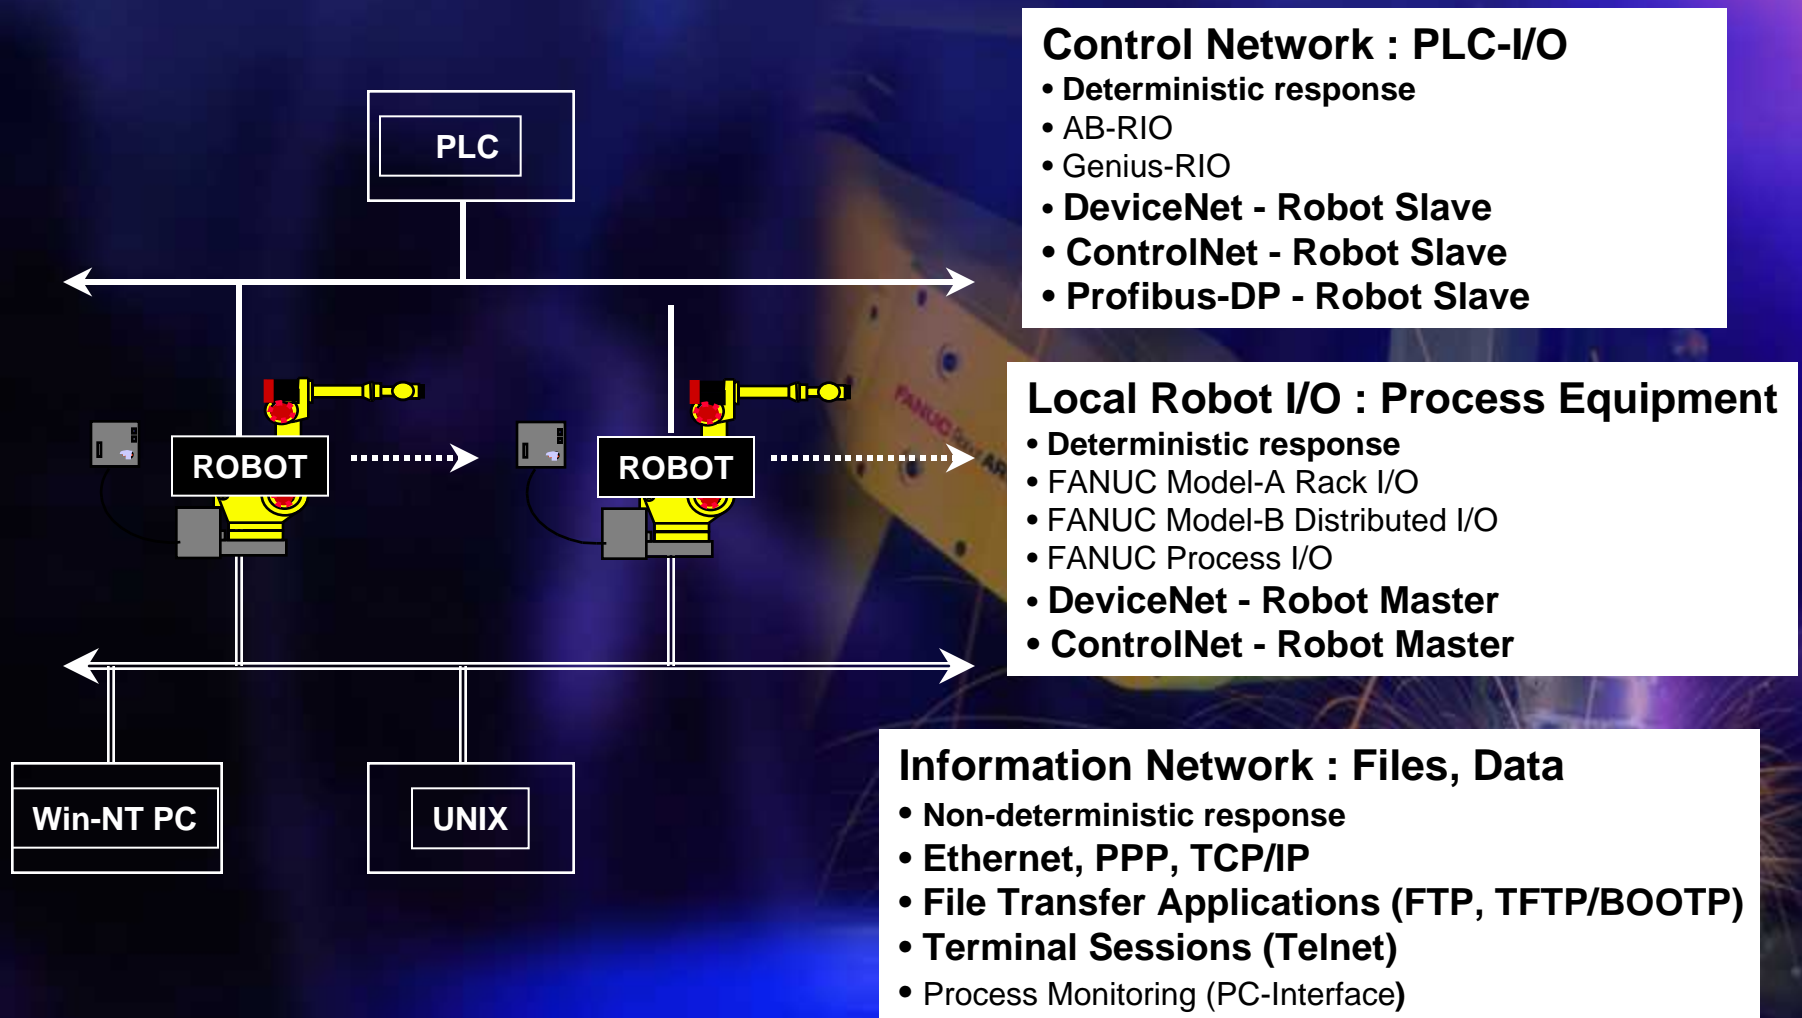 PLC
ROBOT
ROBOT
Win-NT PC
UNIX
Control Network : PLC-I/O
• Deterministic response
• AB-RIO
• Genius-RIO
• DeviceNet - Robot Slave
• ControlNet - Robot Slave
• Profibus-DP - Robot Slave
FANUC
Local Robot I/O : Process Equipment
• Deterministic response
• FANUC Model-A Rack I/O
• FANUC Model-B Distributed I/O
• FANUC Process I/O
• DeviceNet - Robot Master
• ControlNet - Robot Master
Information Network : Files, Data
• Non-deterministic response
• Ethernet, PPP, TCP/IP
• File Transfer Applications (FTP, TFTP/BOOTP)
• Terminal Sessions (Telnet)
• Process Monitoring (PC-Interface)